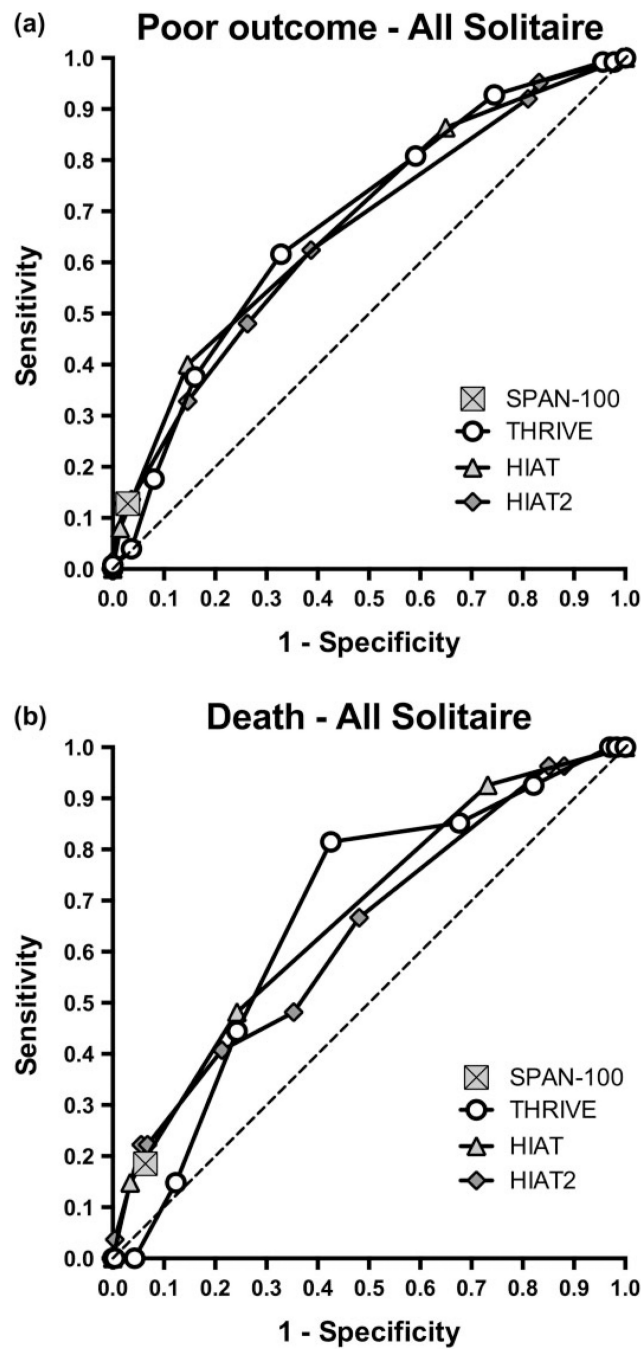 (a) Poor outcome - All Solitaire
1.0
0.9
0.8
0.7
0.6
0.5
0.4
0.3
0.2
0.1
0.0
Sensitivity
SPAN-100
THRIVE
HIAT
HIAT2
0.0 0.1 0.2 0.3 0.4 0.5 0.6 0.7 0.8 0.9 1.0
1 - Specificity
(b) Death - All Solitaire
1.0
0.9
0.8
0.7
0.6
0.5
0.4
0.3
0.2
0.1
0.0
Sensitivity
SPAN-100
THRIVE
HIAT
HIAT2
0.0 0.1 0.2 0.3 0.4 0.5 0.6 0.7 0.8 0.9 1.0
1 - Specificity